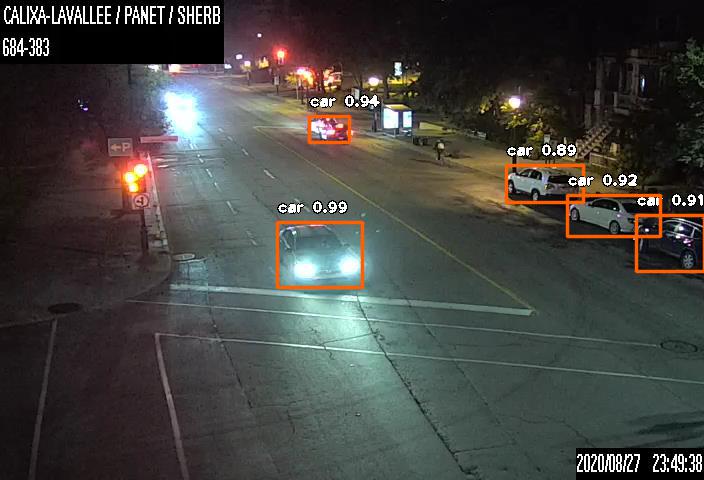 CALIXA-LAVALLEE / PANET / SHERB
684-383
car 0.94
car 0.89
car 0.92
car 0.91
car 0.99
←P
2020/08/27 23:49:38